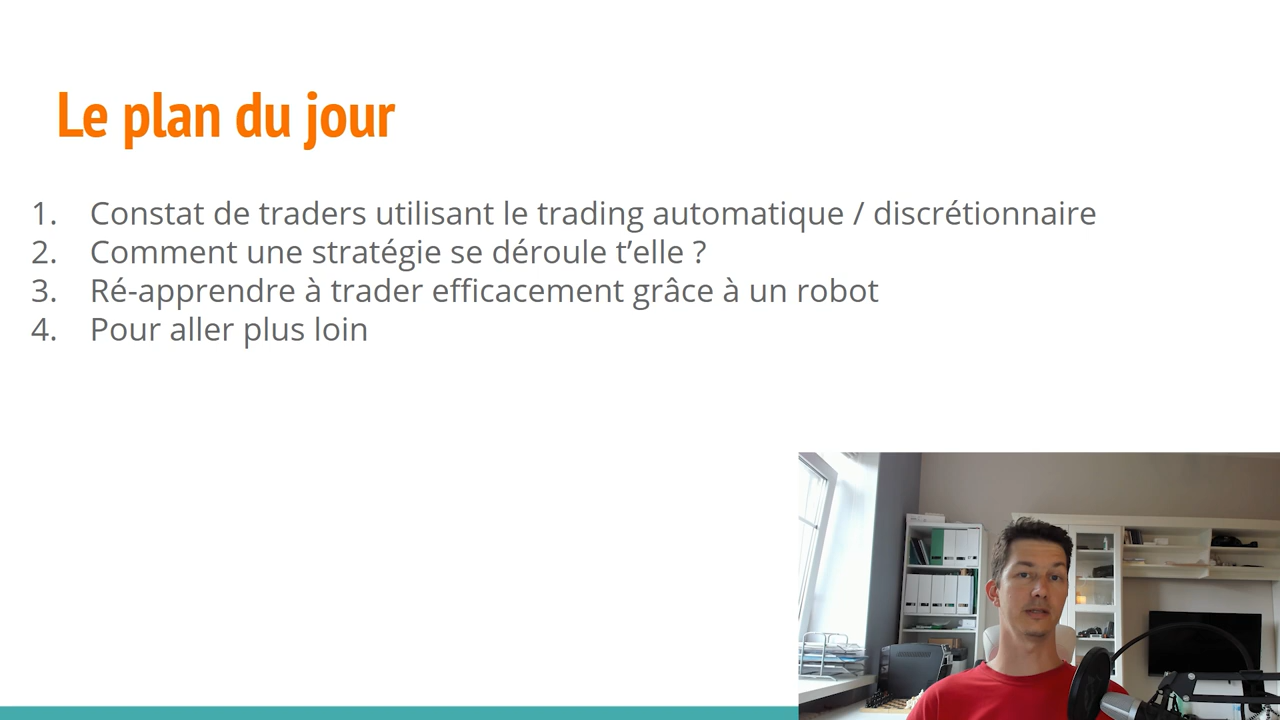 Le plan du jour
1. Constat de traders utilisant le trading automatique / discrétionnaire
2. Comment une stratégie se déroule t’elle ?
3. Ré-apprendre à trader efficacement grâce à un robot
4. Pour aller plus loin